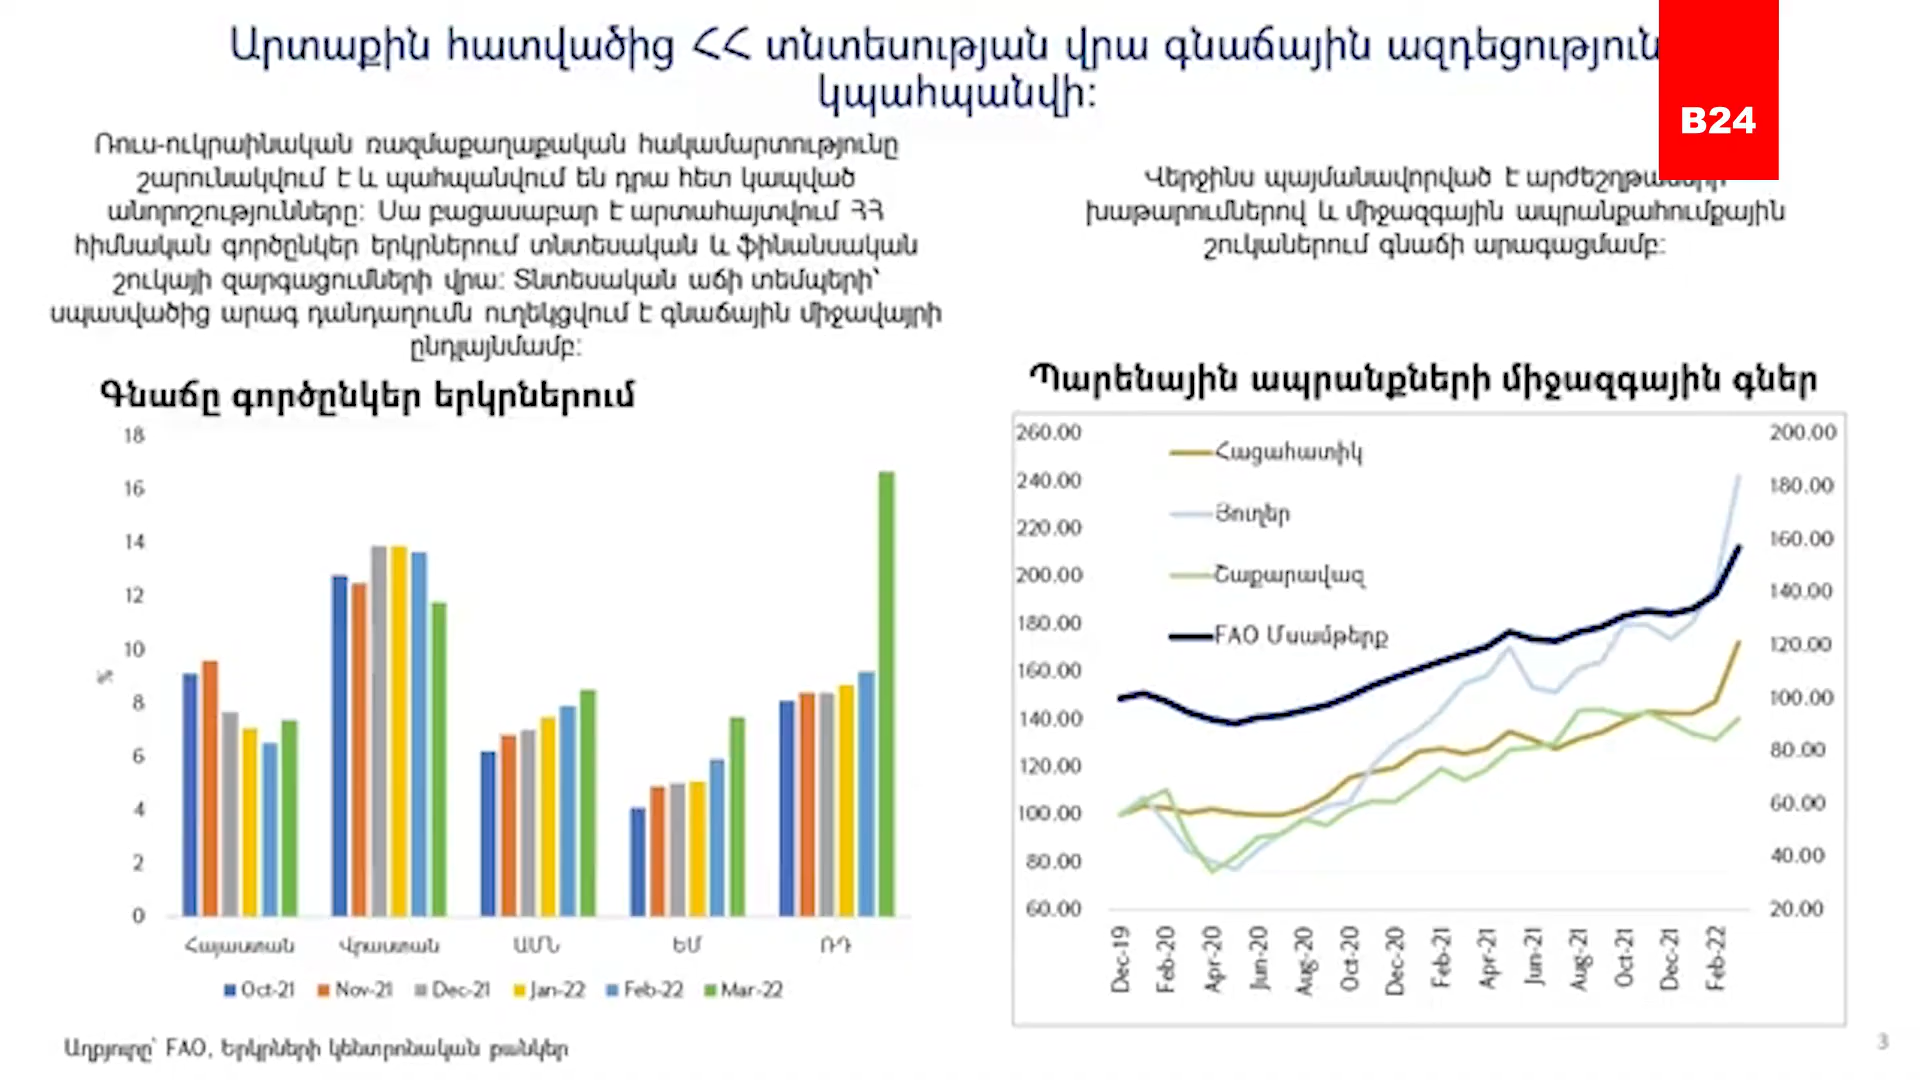 Արտաքին հատվածից ՀՀ տնտեսության վրա գնաճային ազդեցություն
կպահպանվի:
B24
Ռուս-ուկրաինական ռազմաքաղաքական հակամարտությունը
շարունակվում է և պահպանվում են դրա հետ կապված
անորոշությունները: Սա բացասաբար է արտահայտվում ՀՀ
հիմնական գործընկեր երկրներում տնտեսական և ֆինանսական
շուկայի զարգացումների վրա: Տնտեսական աճի տեմպերի՝
սպասվածից արագ դանդաղումն ուղեկցվում է գնաճային միջավայրի
ընդլայնմամբ:
Վերջինս պայմանավորված է
խաթարումներով և միջազգային ապրանքահումքային
շուկաներում գնաճի արագացմամբ:
Գնաճը գործընկեր երկրներում
18
16
14
12
10
8
6
4
2
0
%
Հայաստան Վրաստան ԱՄՆ ԵՄ ՌԴ
Oct-21 Nov-21 Dec-21 Jan-22 Feb-22 Mar-22
Պարենային ապրանքների միջազգային գներ
260.00
240.00
220.00
200.00
180.00
160.00
140.00
120.00
100.00
80.00
60.00
Հացահատիկ
Յուղեր
Շաքարավազ
FAO Մսամթերք
200.00
180.00
160.00
140.00
120.00
100.00
80.00
60.00
40.00
20.00
Dec-19 Feb-20 Apr-20 Jun-20 Aug-20 Oct-20 Dec-20 Feb-21 Apr-21 Jun-21 Aug-21 Oct-21 Dec-21 Feb-22
Աղբյուրը՝ FAO, Երկրների կենտրոնական բանկեր
3